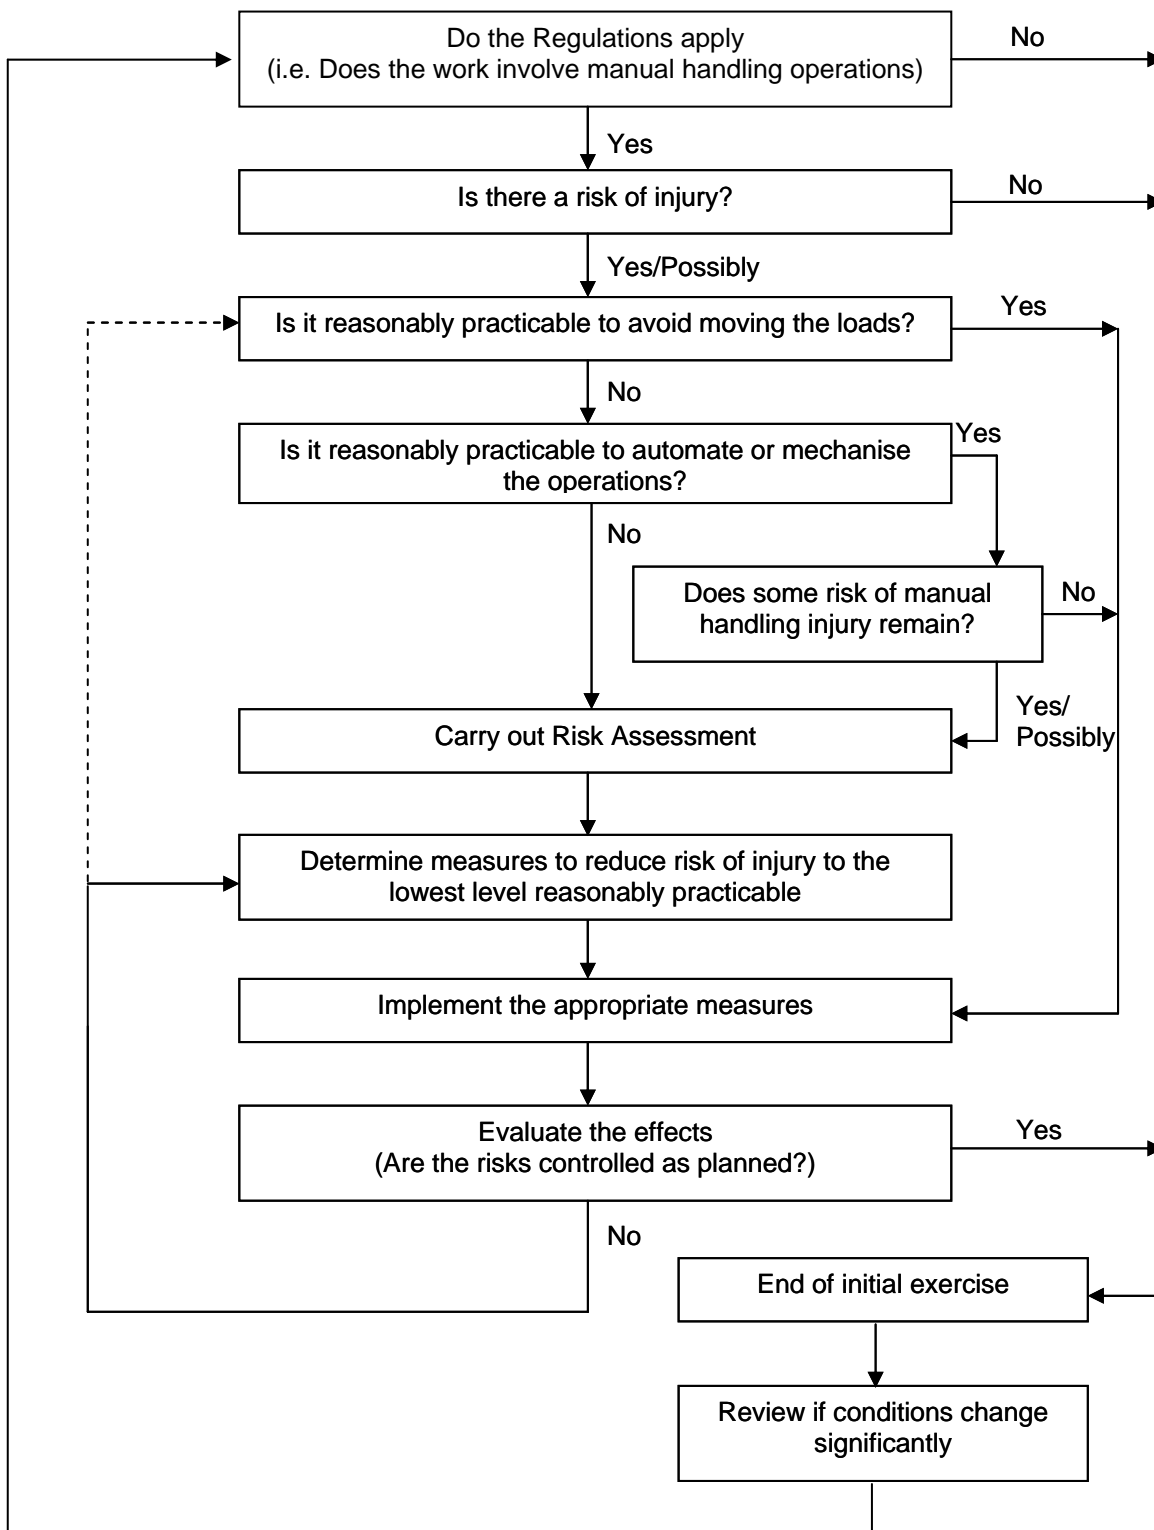 Do the Regulations apply
(i.e. Does the work involve manual handling operations)
No
Yes
Is there a risk of injury?
No
Yes/Possibly
Is it reasonably practicable to avoid moving the loads?
Yes
No
Is it reasonably practicable to automate or mechanise
the operations?
Yes
No
Does some risk of manual
handling injury remain?
No
Yes/
Possibly
Carry out Risk Assessment
Determine measures to reduce risk of injury to the
lowest level reasonably practicable
Implement the appropriate measures
Evaluate the effects
(Are the risks controlled as planned?)
Yes
No
End of initial exercise
Review if conditions change
significantly